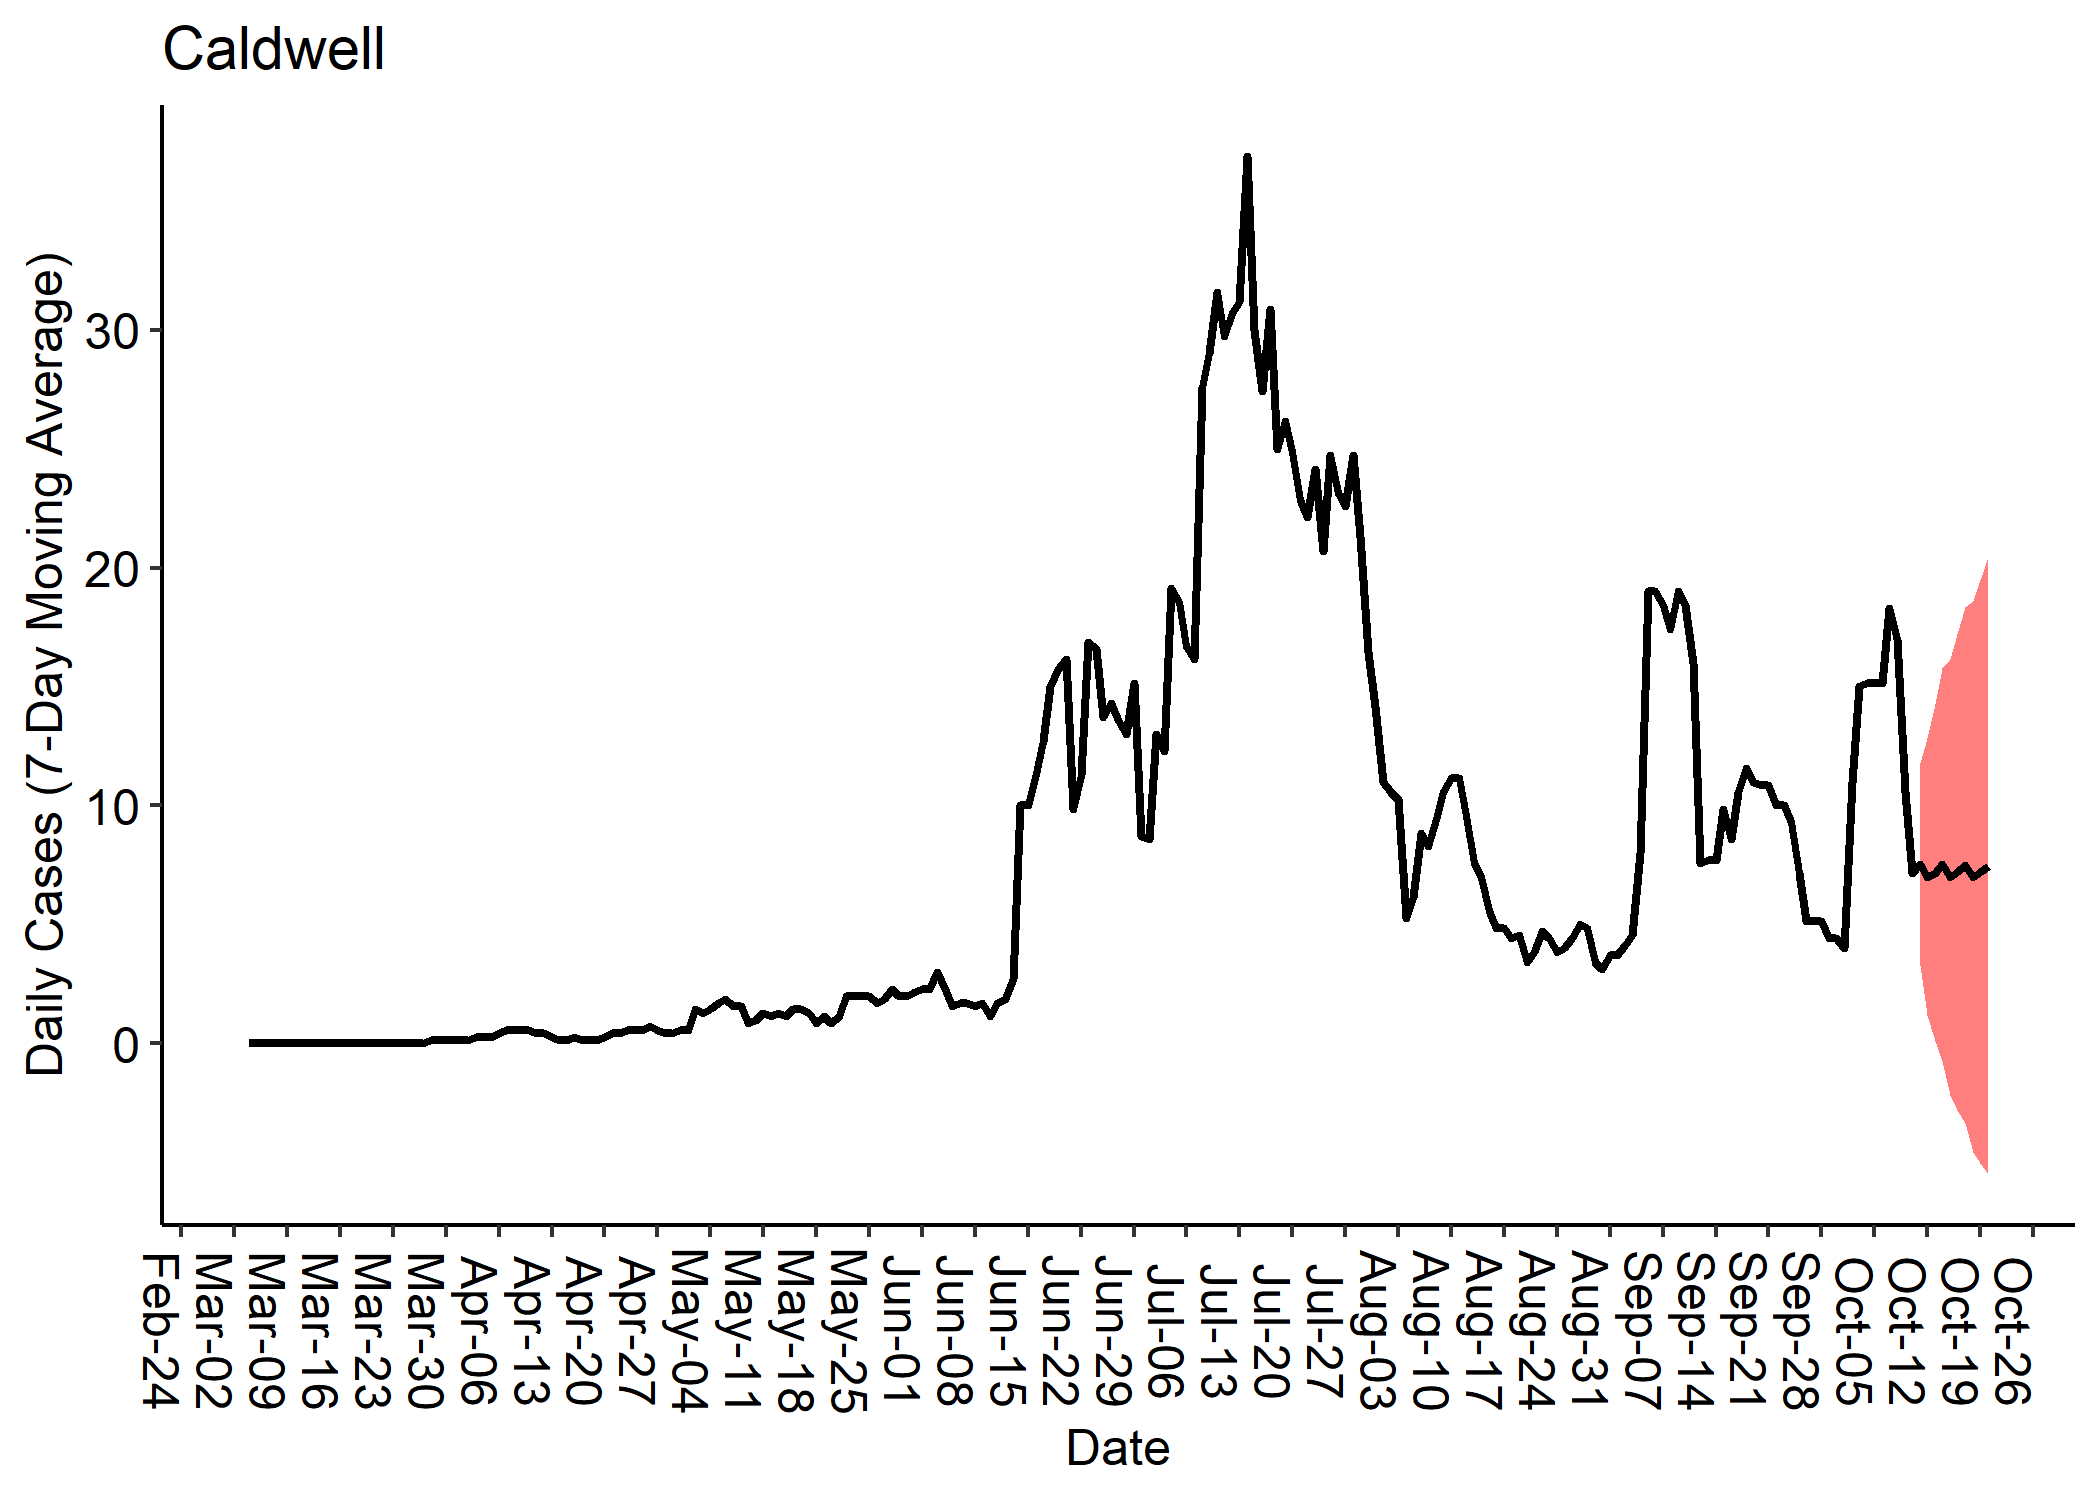 Caldwell
Daily Cases (7-Day Moving Average)
30
20
10
0
Feb-24
Mar-02
Mar-09
Mar-16
Mar-23
Mar-30
Apr-06
Apr-13
Apr-20
Apr-27
May-04
May-11
May-18
May-25
Jun-01
Jun-08
Jun-15
Jun-22
Jun-29
Jul-06
Jul-13
Jul-20
Jul-27
Aug-03
Aug-10
Aug-17
Aug-24
Aug-31
Sep-07
Sep-14
Sep-21
Sep-28
Oct-05
Oct-12
Oct-19
Oct-26
Date